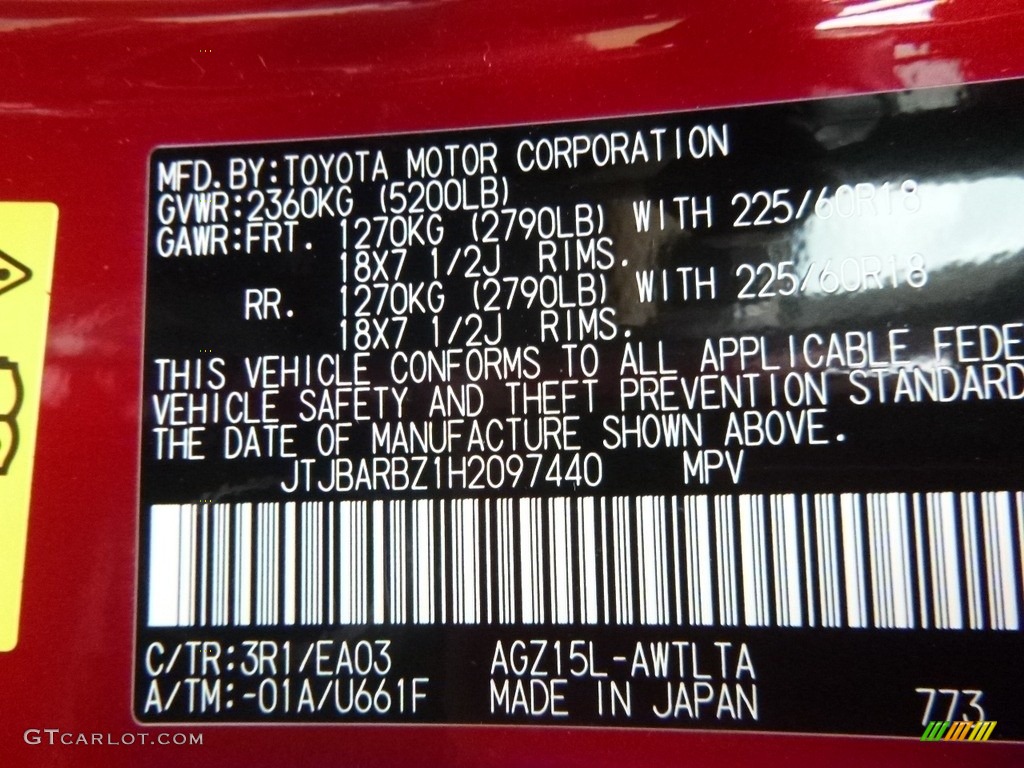 MFD.BY:TOYOTA MOTOR CORPORATION
GVWR:2360KG (5200LB)
GAWR:FRT. 1270KG (2790LB) WITH 225/60R18
18X7 1/2J RIMS.
RR. 1270KG (2790LB) WITH 225/60R18
18X7 1/2J RIMS.
THIS VEHICLE CONFORMS TO ALL APPLICABLE FEDE
VEHICLE SAFETY AND THEFT PREVENTION STANDARD
THE DATE OF MANUFACTURE SHOWN ABOVE.
JTJBARBZ1H2097440 MPV
C/TR:3R1/EA03 AGZ15L-AWTLTA
A/TM:-01A/U661F MADE IN JAPAN 773
GTCARLOT.COM